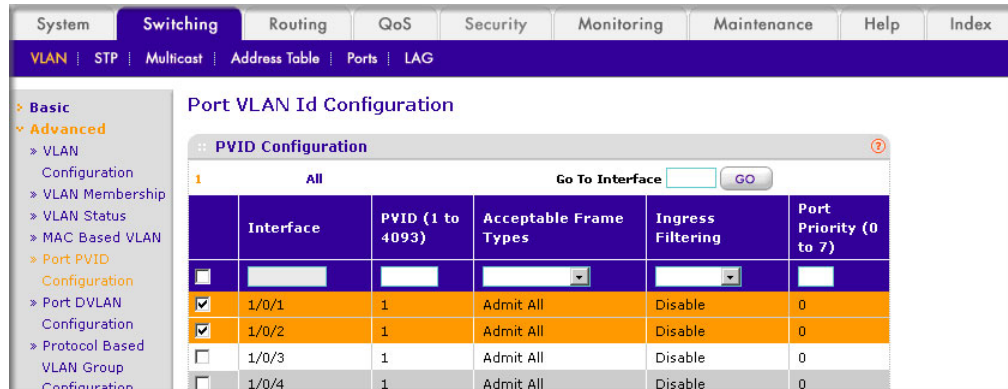 System Switching Routing QoS Security Monitoring Maintenance Help Index
VLAN STP Multicast Address Table Ports LAG
Basic
Advanced
» VLAN
Configuration
» VLAN Membership
» VLAN Status
» MAC Based VLAN
» Port PVID
Configuration
» Port DVLAN
Configuration
» Protocol Based
VLAN Group
Configuration
Port VLAN Id Configuration
PVID Configuration ?
1 All Go To Interface GO
Interface PVID (1 to 4093) Acceptable Frame Types Ingress Filtering Port Priority (0 to 7)
1/0/1 1 Admit All Disable 0
1/0/2 1 Admit All Disable 0
1/0/3 1 Admit All Disable 0
1/0/4 1 Admit All Disable 0